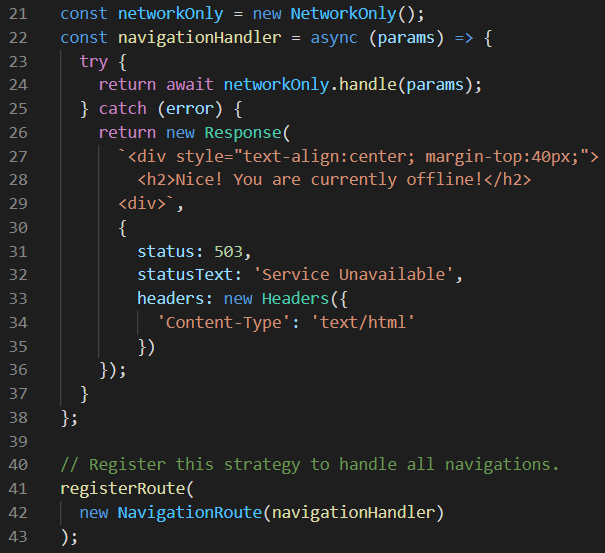 21 const networkOnly = new NetworkOnly();
22 const navigationHandler = async (params) => {
23   try {
24     return await networkOnly.handle(params);
25   } catch (error) {
26     return new Response(
27       `<div style="text-align:center; margin-top:40px;">
28         <h2>Nice! You are currently offline!</h2>
29       <div>`,
30       {
31         status: 503,
32         statusText: 'Service Unavailable',
33         headers: new Headers({
34           'Content-Type': 'text/html'
35         })
36     });
37   }
38 };
39
40 // Register this strategy to handle all navigations.
41 registerRoute(
42   new NavigationRoute(navigationHandler)
43 );